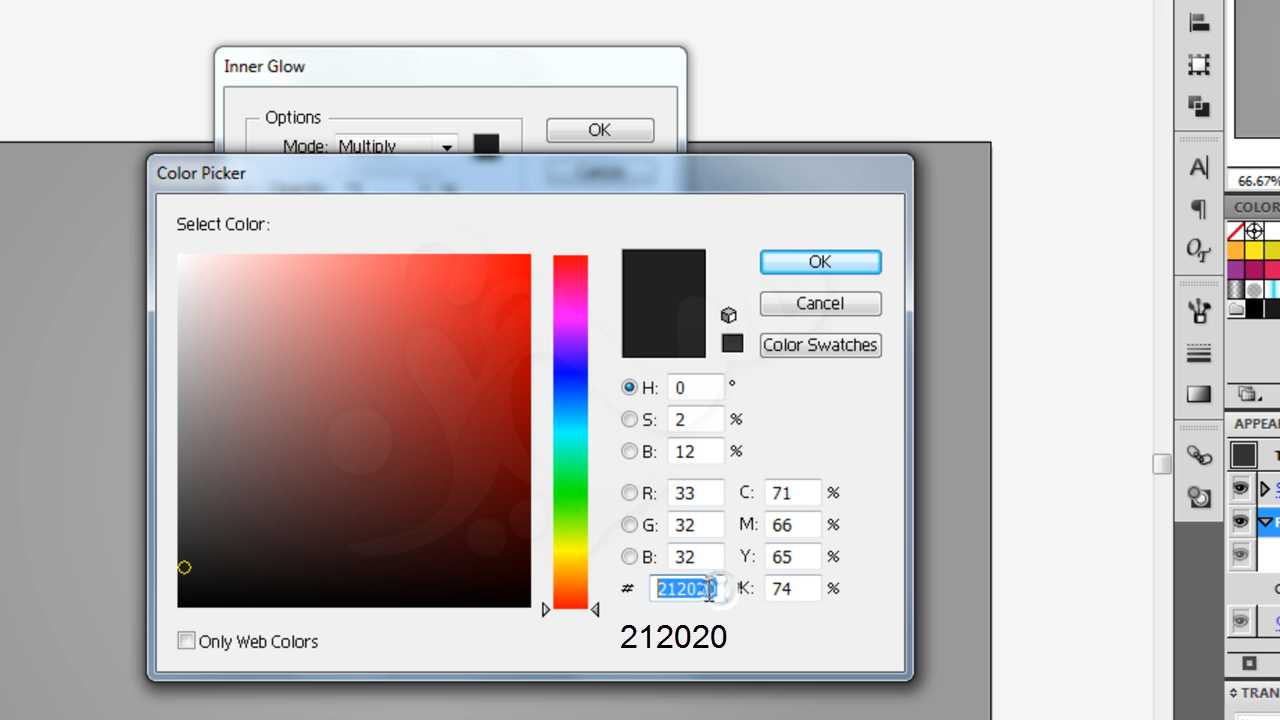 Inner Glow
Options
OK
Mode: Multiply
Color Picker
Select Color:
OK
Cancel
Color Swatches
H: 0 °
S: 2 %
B: 12 %
R: 33 C: 71 %
G: 32 M: 66 %
B: 32 Y: 65 %
# 212020 K: 74 %
212020
Only Web Colors
66.67%
COLOR
APPEA
TRAN